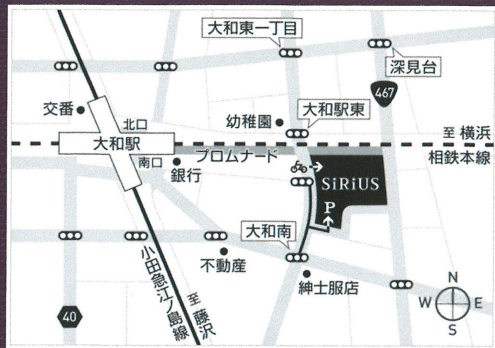 大和東一丁目
深見台
467
交番
北口
幼稚園
大和駅東
至 横浜
大和駅
相鉄本線
南口
プロムナード
銀行
SiRiUS
P
大和南
小田急江ノ島線
至 藤沢
不動産
紳士服店
40
N
W
E
S